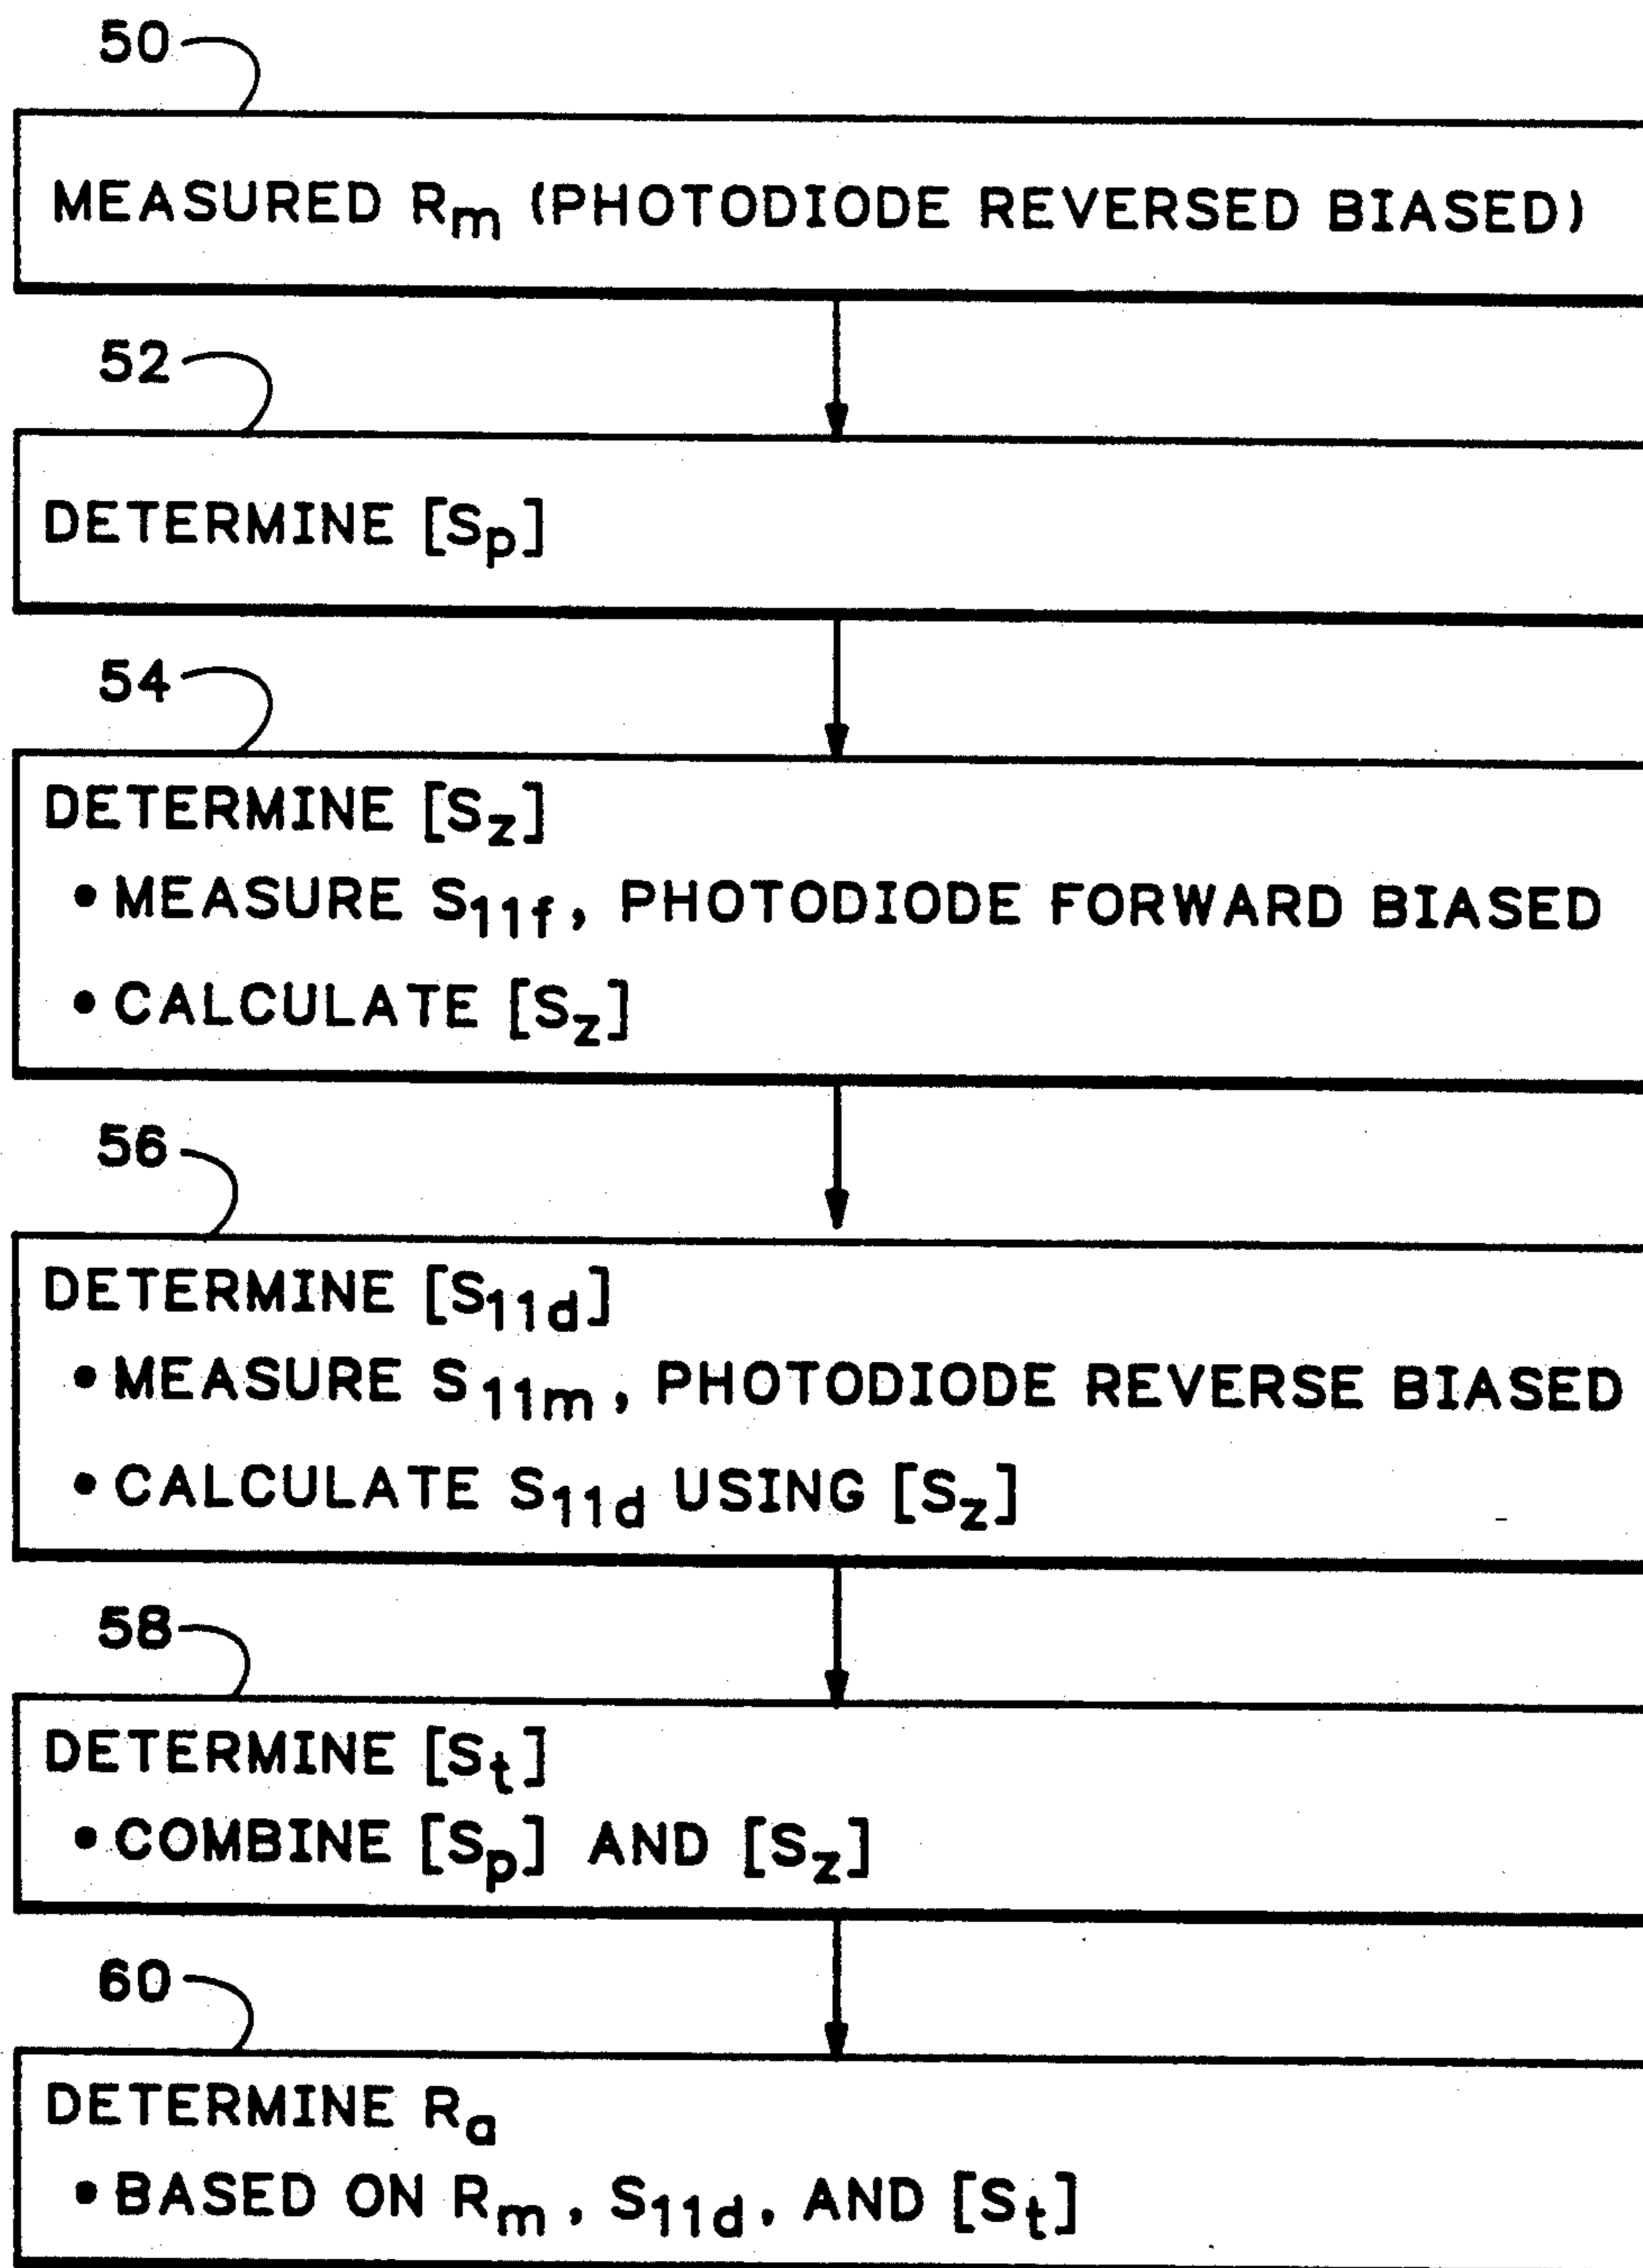 50
MEASURED Rm (PHOTODIODE REVERSED BIASED)
52
DETERMINE [Sp]
54
DETERMINE [Sz]
• MEASURE S11f, PHOTODIODE FORWARD BIASED
• CALCULATE [Sz]
56
DETERMINE [S11d]
• MEASURE S11m, PHOTODIODE REVERSE BIASED
• CALCULATE S11d USING [Sz]
58
DETERMINE [St]
• COMBINE [Sp] AND [Sz]
60
DETERMINE Ra
• BASED ON Rm, S11d, AND [St]